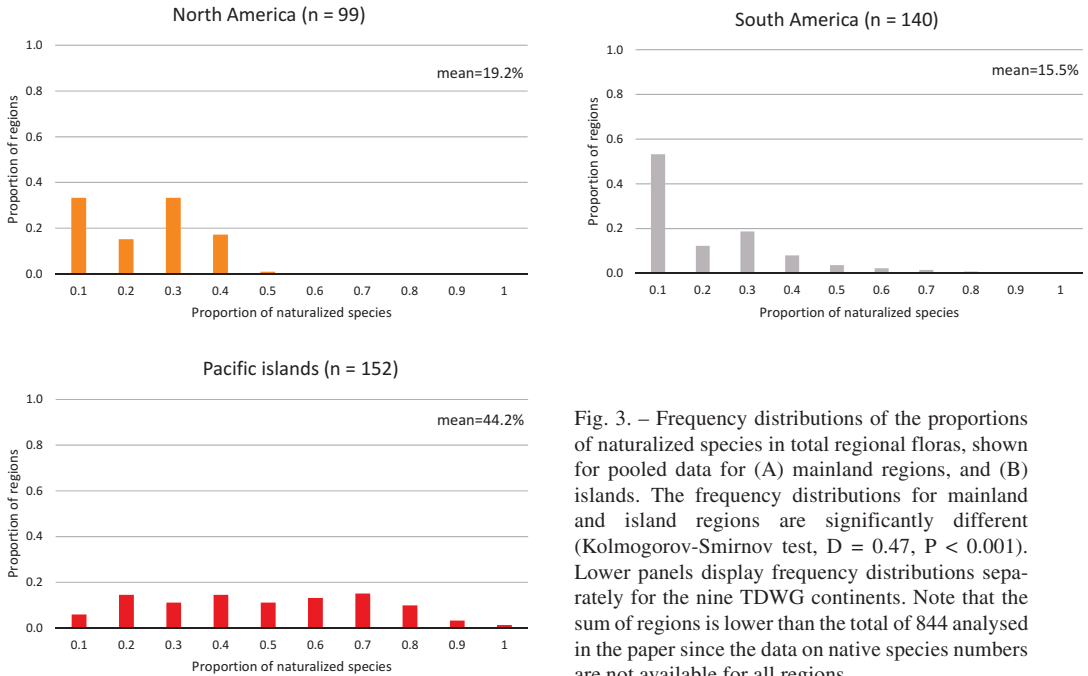 North America (n = 99)
1.0
mean=19.2%
0.8
0.6
0.4
0.2
0.0
Proportion of regions
0.1 0.2 0.3 0.4 0.5 0.6 0.7 0.8 0.9 1
Proportion of naturalized species
South America (n = 140)
1.0
mean=15.5%
0.8
0.6
0.4
0.2
0.0
Proportion of regions
0.1 0.2 0.3 0.4 0.5 0.6 0.7 0.8 0.9 1
Proportion of naturalized species
Pacific islands (n = 152)
1.0
mean=44.2%
0.8
0.6
0.4
0.2
0.0
Proportion of regions
0.1 0.2 0.3 0.4 0.5 0.6 0.7 0.8 0.9 1
Proportion of naturalized species
Fig. 3. – Frequency distributions of the proportions
of naturalized species in total regional floras, shown
for pooled data for (A) mainland regions, and (B)
islands. The frequency distributions for mainland
and island regions are significantly different
(Kolmogorov-Smirnov test, D = 0.47, P < 0.001).
Lower panels display frequency distributions sepa-
rately for the nine TDWG continents. Note that the
sum of regions is lower than the total of 844 analysed
in the paper since the data on native species numbers
are not available for all regions